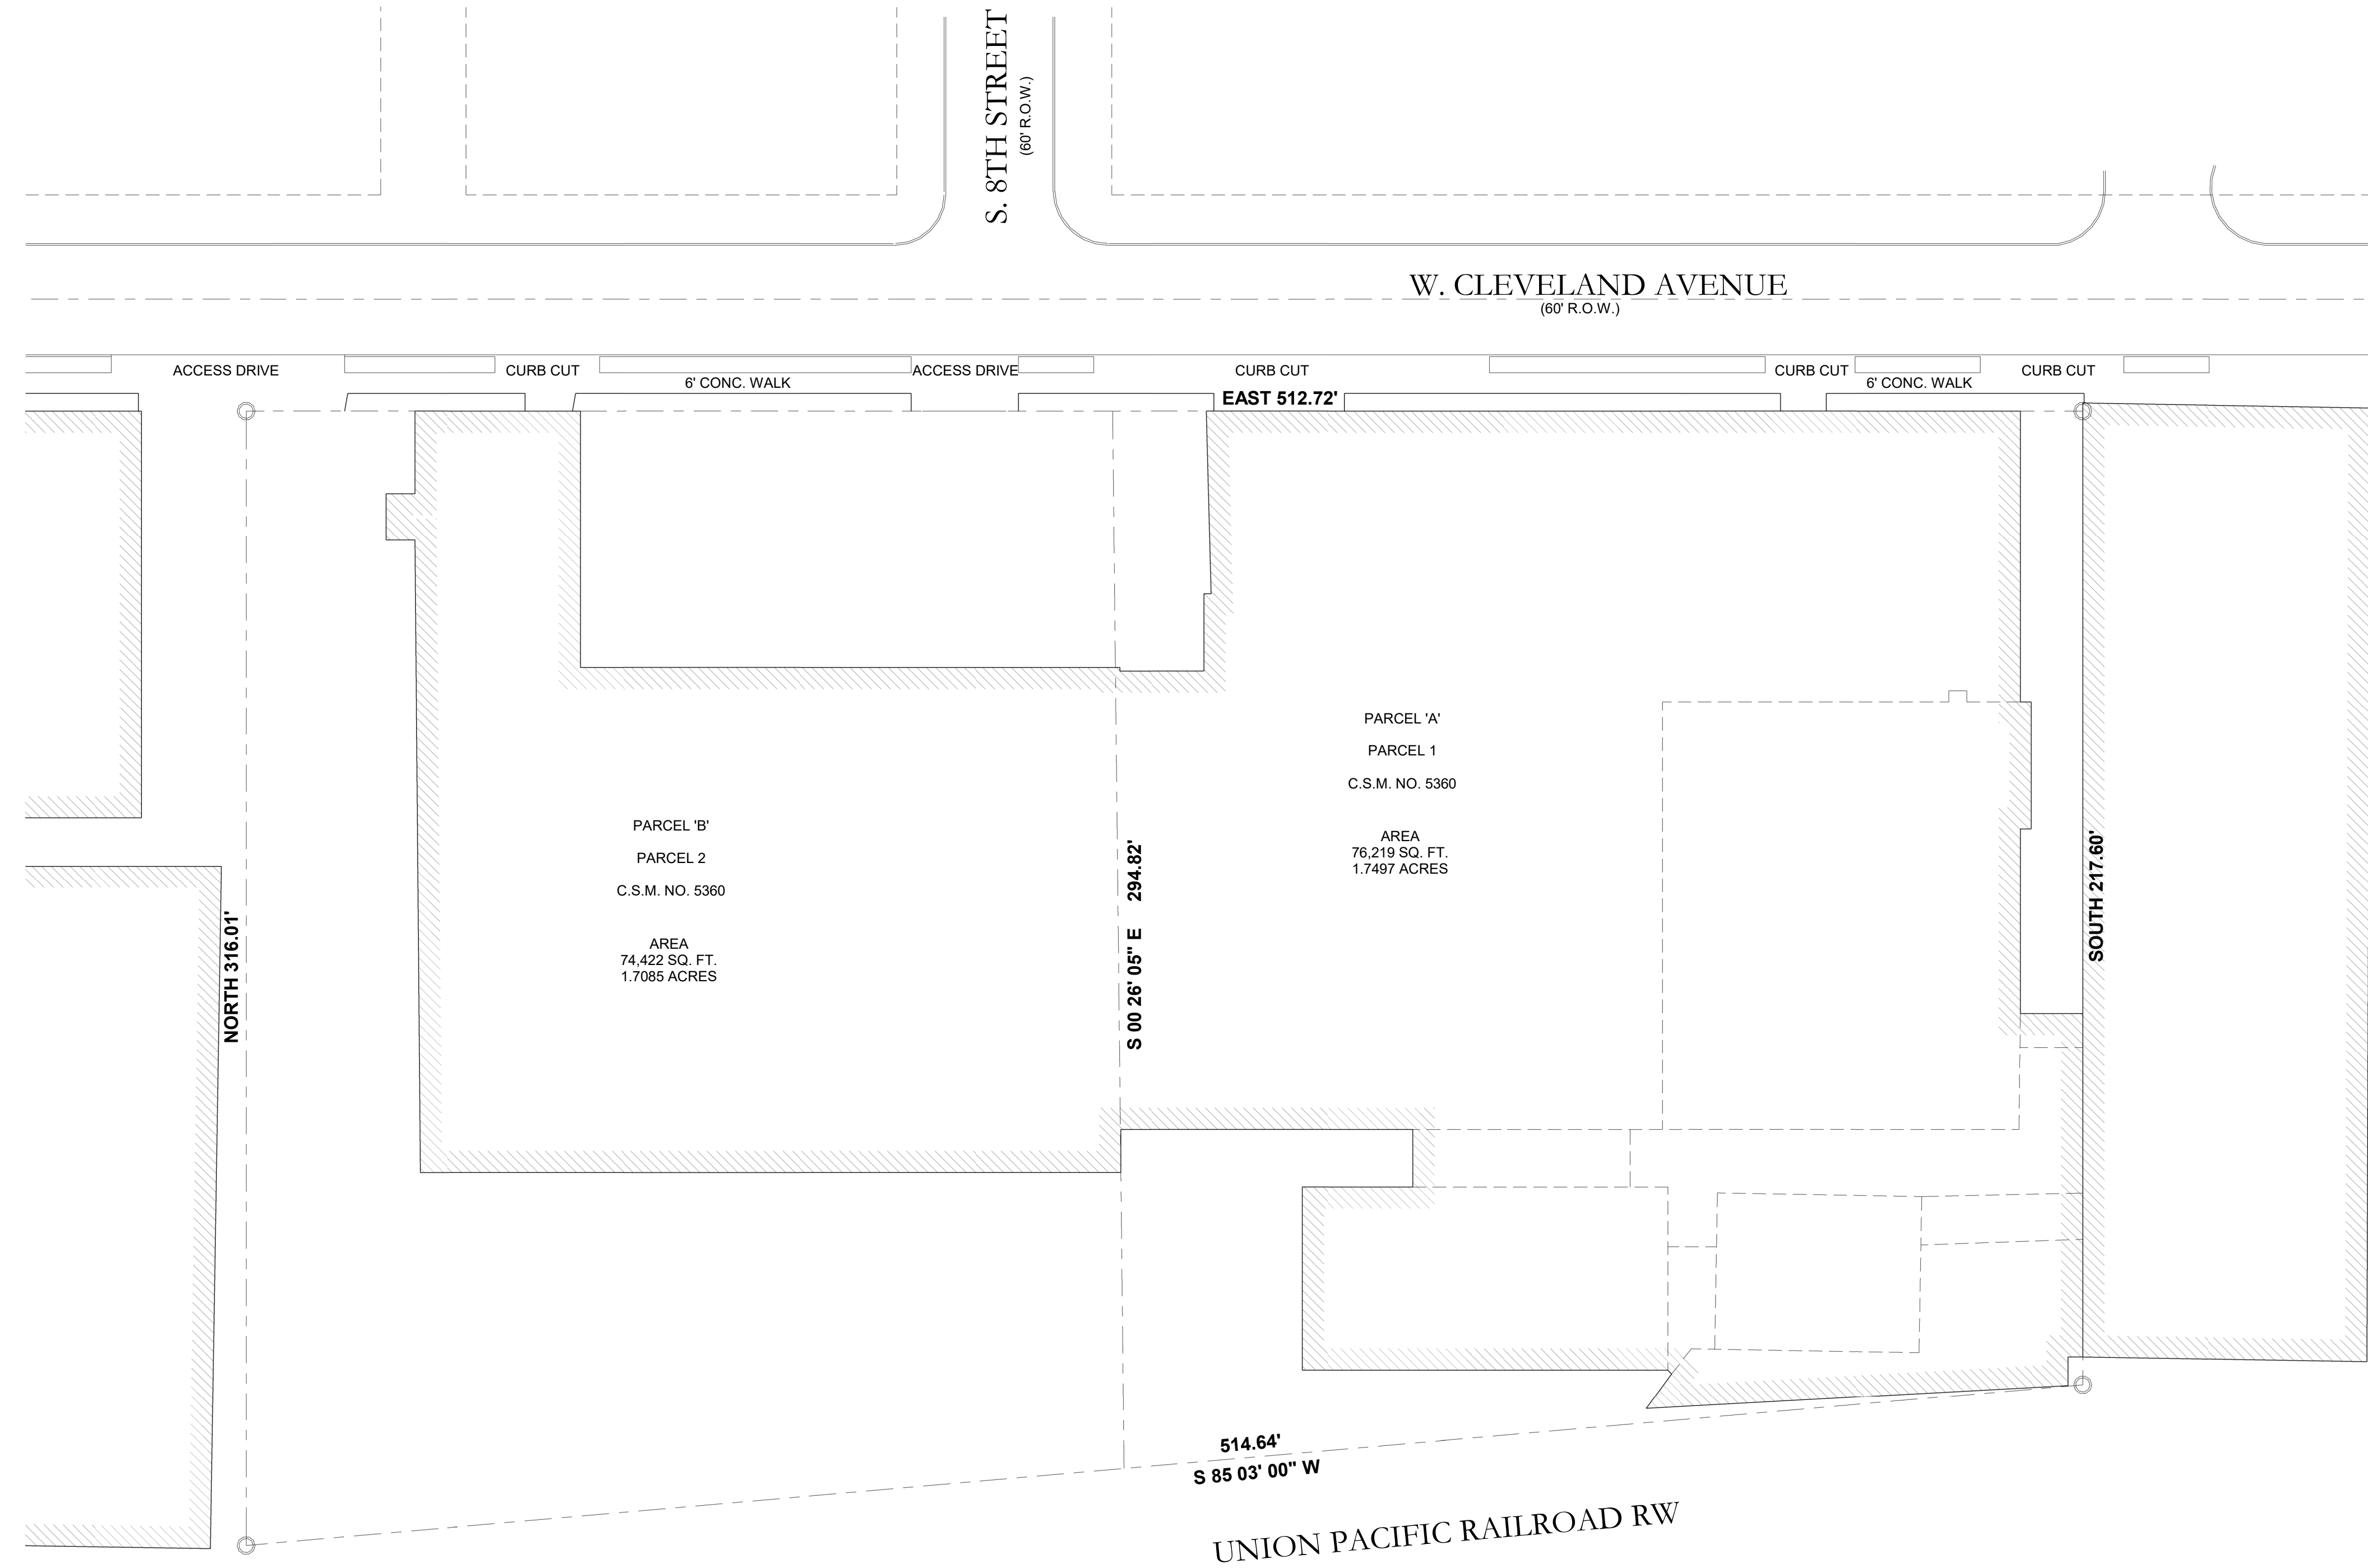 S. 8TH STREET
(60' R.O.W.)
W. CLEVELAND AVENUE
(60' R.O.W.)
ACCESS DRIVE
CURB CUT
6' CONC. WALK
ACCESS DRIVE
CURB CUT
EAST 512.72'
CURB CUT
6' CONC. WALK
CURB CUT
PARCEL 'A'
PARCEL 1
C.S.M. NO. 5360
AREA
76,219 SQ. FT.
1.7497 ACRES
PARCEL 'B'
PARCEL 2
C.S.M. NO. 5360
AREA
74,422 SQ. FT.
1.7085 ACRES
NORTH 316.01'
S 00 26' 05" E 294.82'
SOUTH 217.60'
514.64'
S 85 03' 00" W
UNION PACIFIC RAILROAD RW